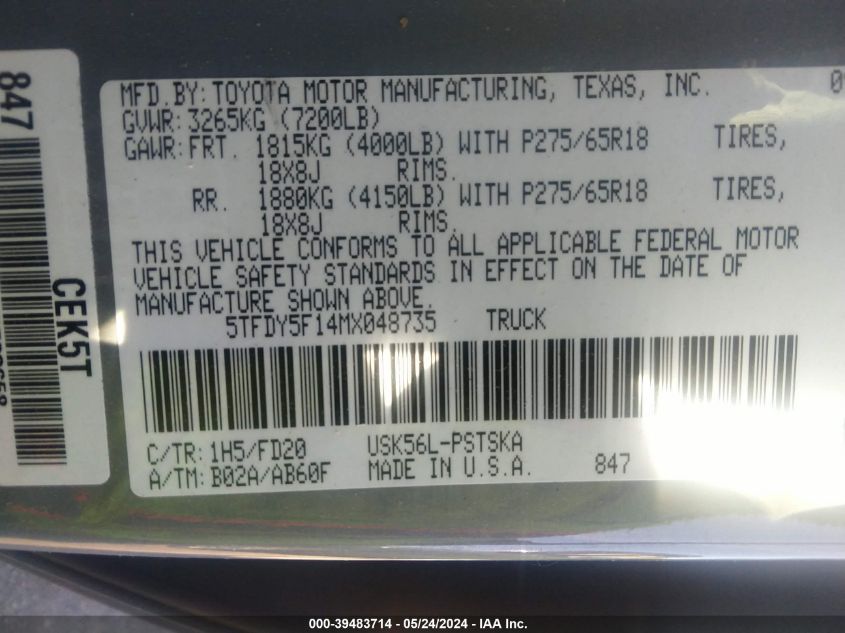 847
CEK5T
MFD.BY:TOYOTA MOTOR MANUFACTURING, TEXAS, INC.
GVWR:3265KG (7200LB)
GAWR:FRT. 1815KG (4000LB) WITH P275/65R18 TIRES,
18X8J RIMS.
RR. 1880KG (4150LB) WITH P275/65R18 TIRES,
18X8J RIMS.
THIS VEHICLE CONFORMS TO ALL APPLICABLE FEDERAL MOTOR
VEHICLE SAFETY STANDARDS IN EFFECT ON THE DATE OF
MANUFACTURE SHOWN ABOVE.
5TFDY5F14MX048735 TRUCK
C/TR:1H5/FD20 USK56L-PSTSKA
A/TM:B02A/AB60F MADE IN U.S.A. 847
000-39483714 - 05/24/2024 - IAA Inc.